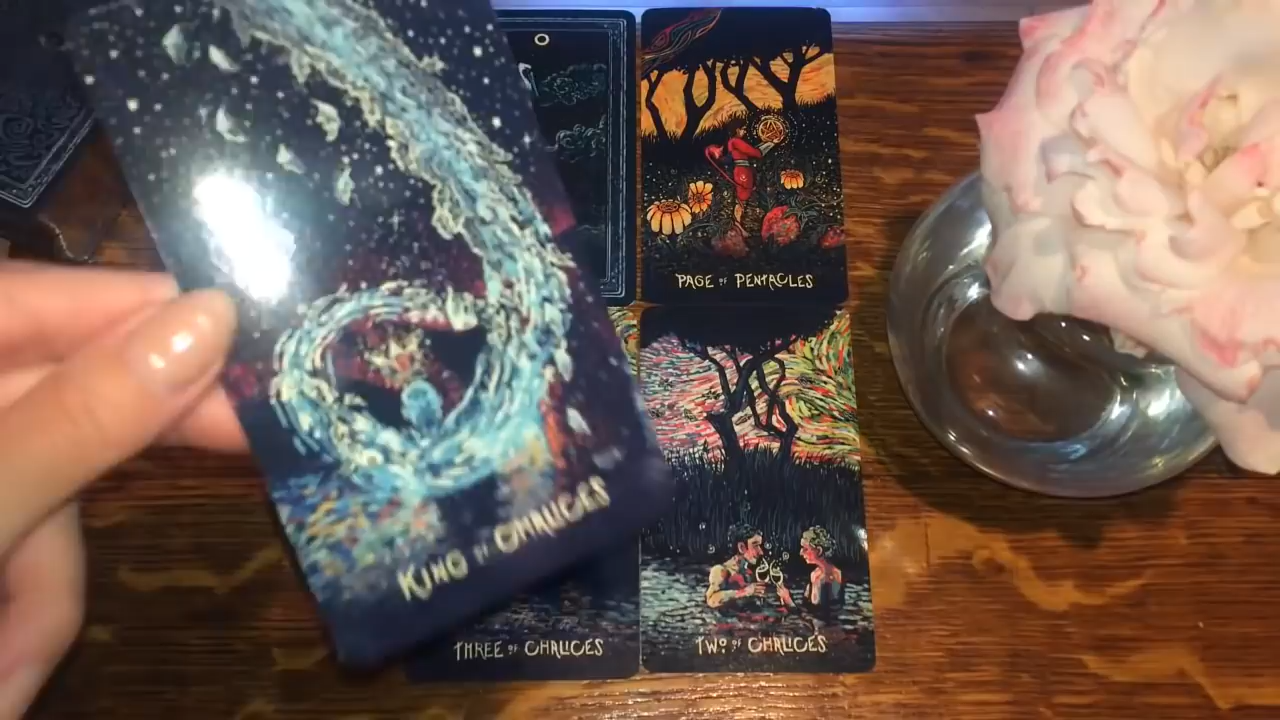 PAGE OF PENTACLES
KING OF CHALICES
THREE OF CHALICES
TWO OF CHALICES